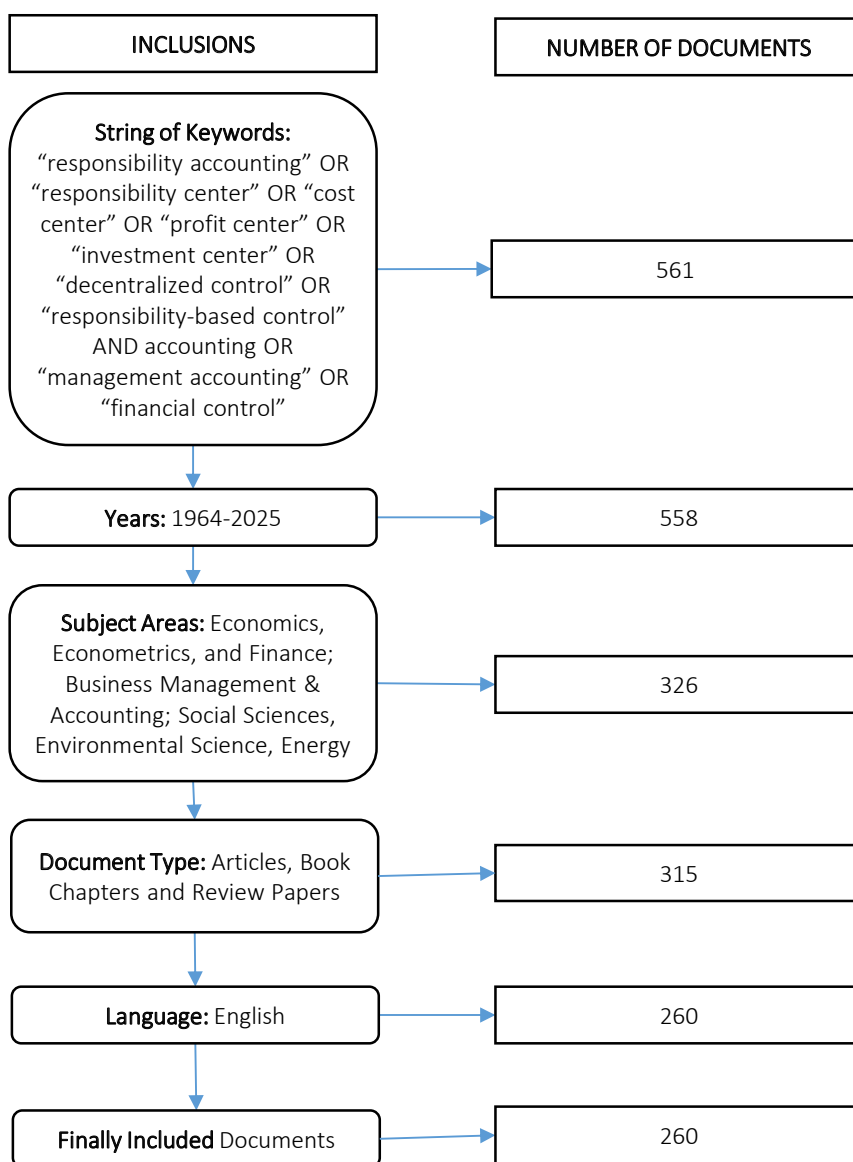 INCLUSIONS
NUMBER OF DOCUMENTS
String of Keywords:
“responsibility accounting” OR
“responsibility center” OR “cost
center” OR “profit center” OR
“investment center” OR
“decentralized control” OR
“responsibility-based control”
AND accounting OR
“management accounting” OR
“financial control”
561
Years: 1964-2025
558
Subject Areas: Economics,
Econometrics, and Finance;
Business Management &
Accounting; Social Sciences,
Environmental Science, Energy
326
Document Type: Articles, Book
Chapters and Review Papers
315
Language: English
260
Finally Included Documents
260